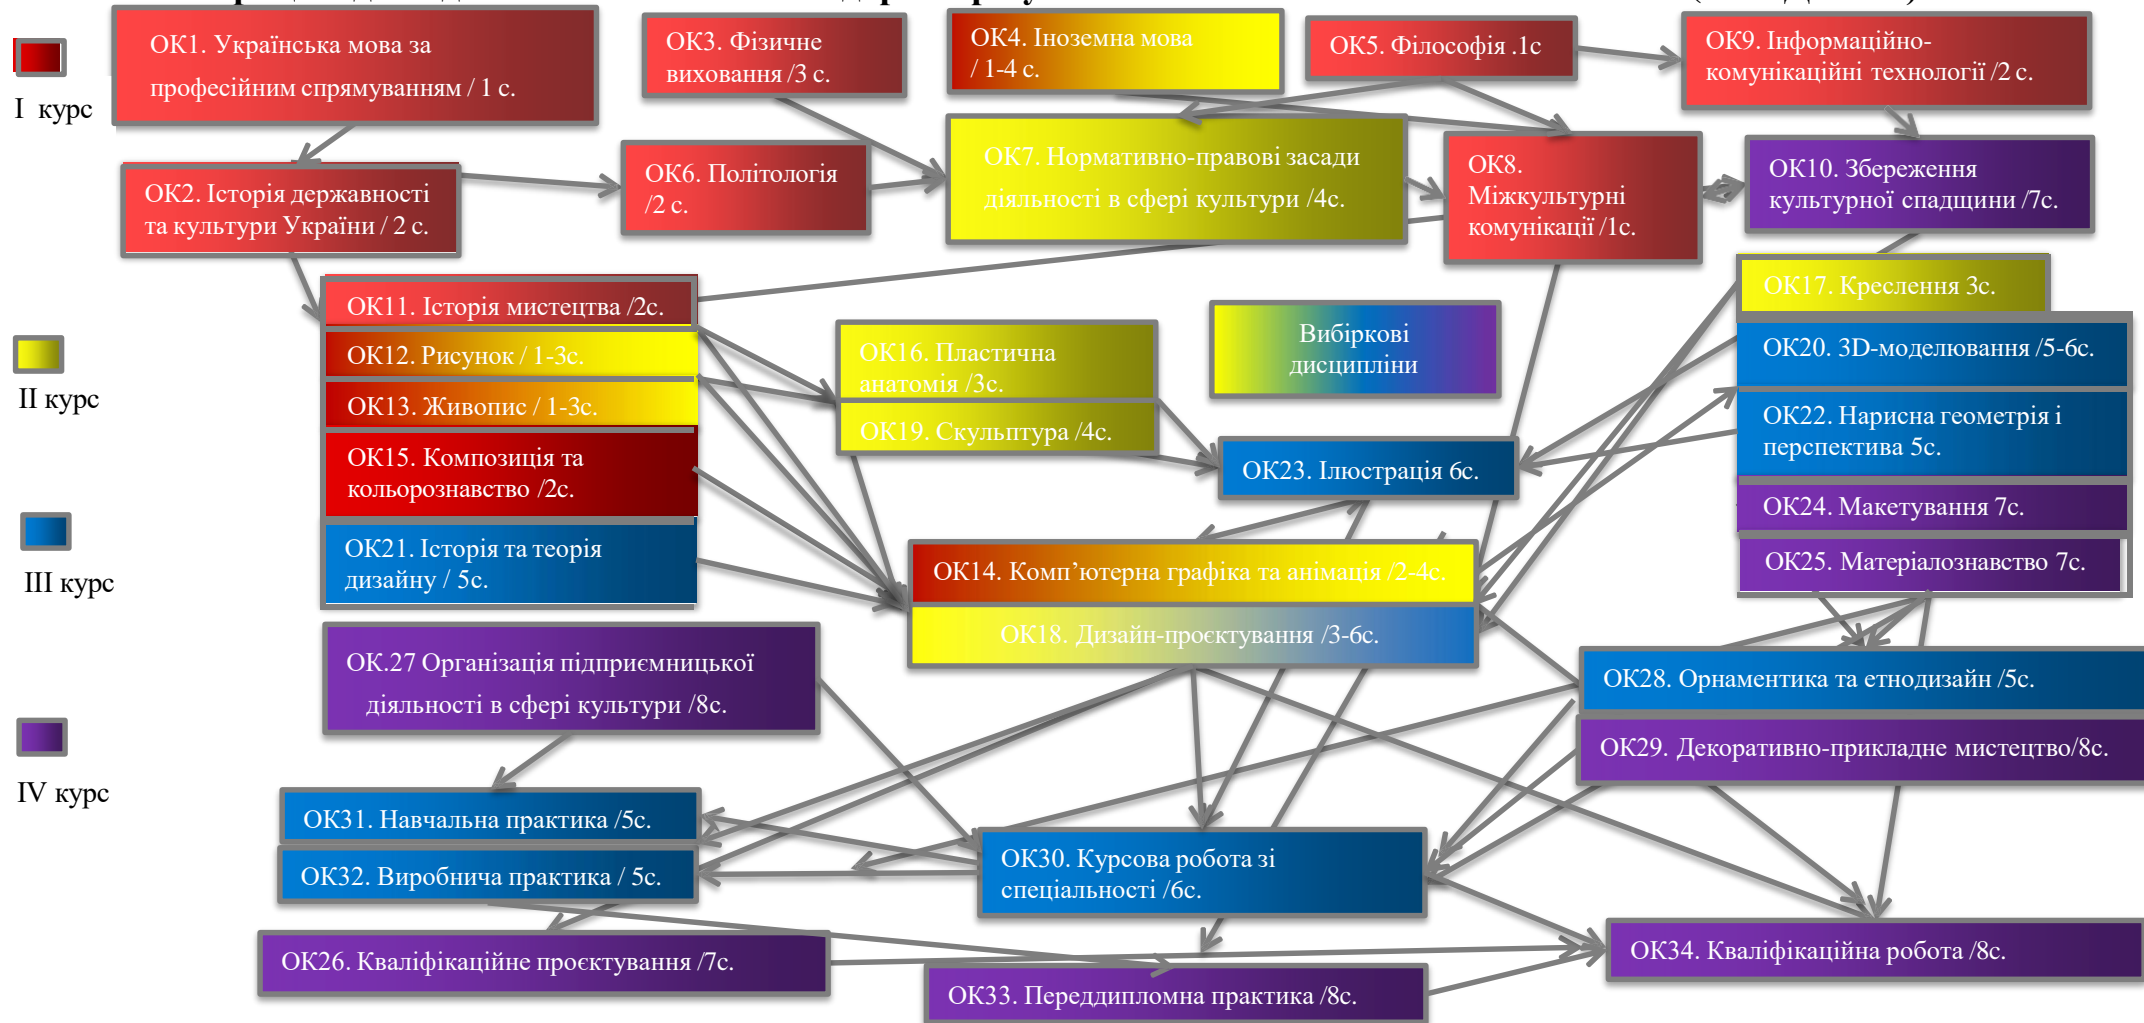 ОК1. Українська мова за
професійним спрямуванням / 1 с.
ОК3. Фізичне
виховання /3 с.
ОК4. Іноземна мова
/ 1-4 с.
ОК5. Філософія .1с
ОК9. Інформаційно-
комунікаційні технології /2 с.
І курс
ОК2. Історія державності
та культури України / 2 с.
ОК6. Політологія
/2 с.
ОК7. Нормативно-правові засади
діяльності в сфері культури /4с.
ОК8.
Міжкультурні
комунікації /1с.
ОК10. Збереження
культурної спадщини /7с.
ОК11. Історія мистецтва /2с.
ОК12. Рисунок / 1-3с.
ОК13. Живопис / 1-3с.
ОК15. Композиція та
кольорознавство /2с.
ОК21. Історія та теорія
дизайну / 5с.
ОК16. Пластична
анатомія /3с.
ОК19. Скульптура /4с.
Вибіркові
дисципліни
ОК17. Креслення 3с.
ОК20. 3D-моделювання /5-6с.
ОК22. Нарисна геометрія і
перспектива 5с.
ОК24. Макетування 7с.
ОК25. Матеріалознавство 7с.
ІІ курс
ОК23. Ілюстрація 6с.
ІІІ курс
ОК14. Комп’ютерна графіка та анімація /2-4с.
ОК18. Дизайн-проєктування /3-6с.
ОК.27 Організація підприємницької
діяльності в сфері культури /8с.
ОК28. Орнаментика та етнодизайн /5с.
ОК29. Декоративно-прикладне мистецтво/8с.
ІV курс
ОК31. Навчальна практика /5с.
ОК32. Виробнича практика / 5с.
ОК30. Курсова робота зі
спеціальності /6с.
ОК26. Кваліфікаційне проєктування /7с.
ОК33. Переддипломна практика /8с.
ОК34. Кваліфікаційна робота /8с.